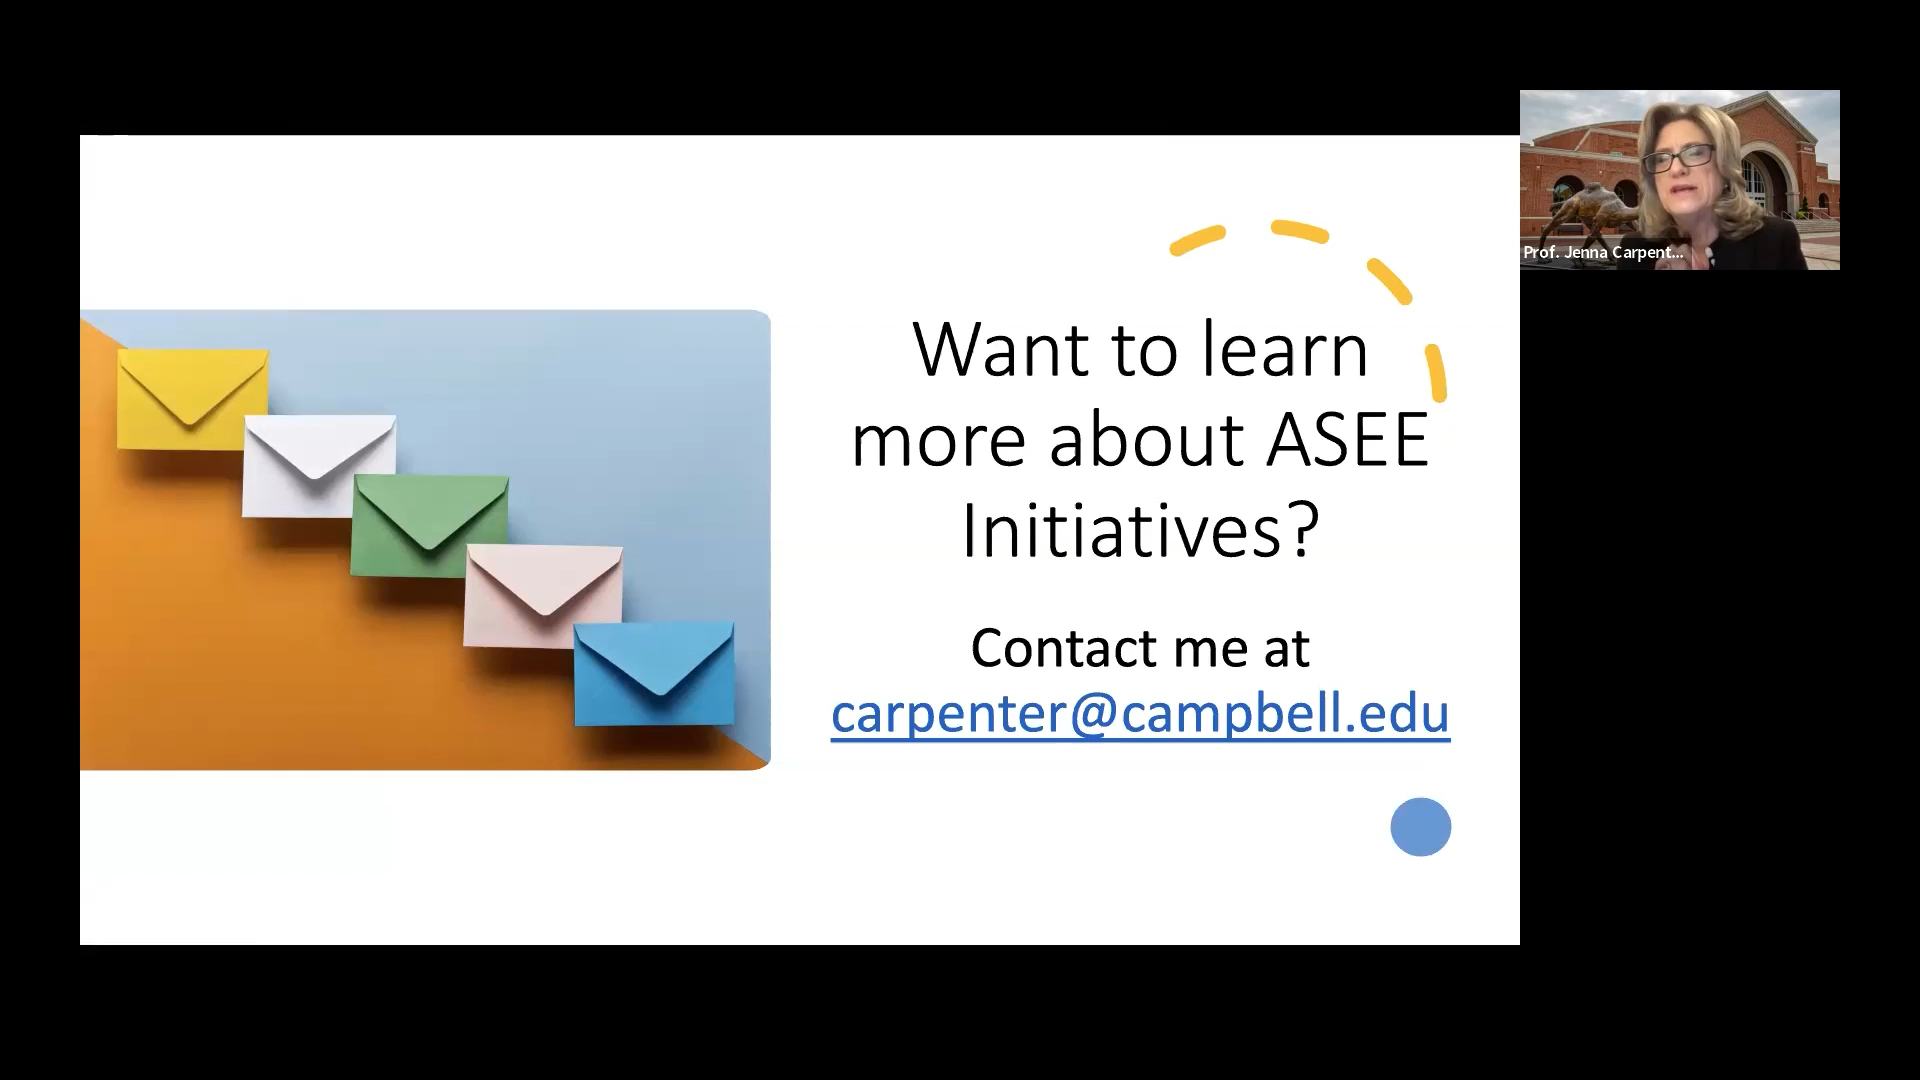 Want to learn
more about ASEE
Initiatives?
Contact me at
carpenter@campbell.edu
Prof. Jenna Carpent...